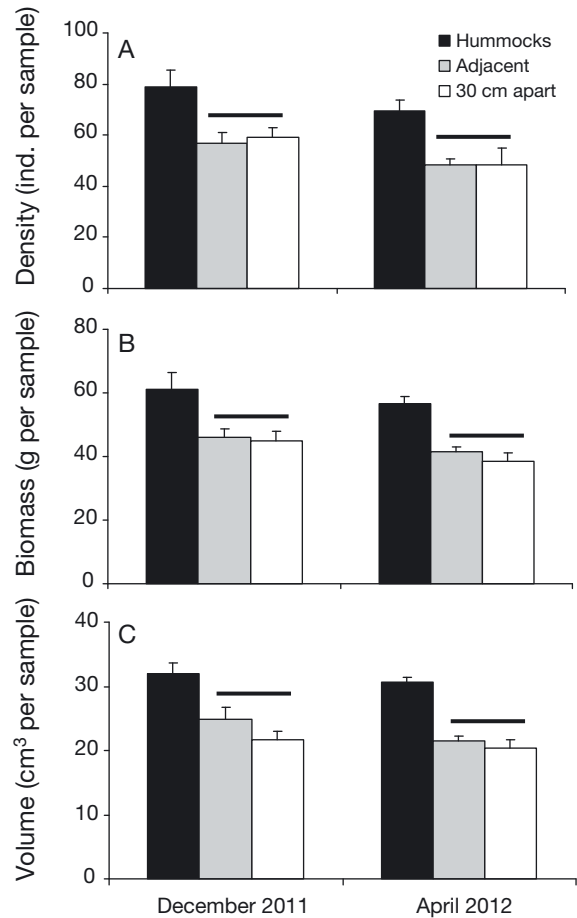 A
Hummocks
Adjacent
30 cm apart
Density (ind. per sample)
100
80
60
40
20
0
B
Biomass (g per sample)
80
60
40
20
0
C
Volume (cm³ per sample)
40
30
20
10
0
December 2011 April 2012